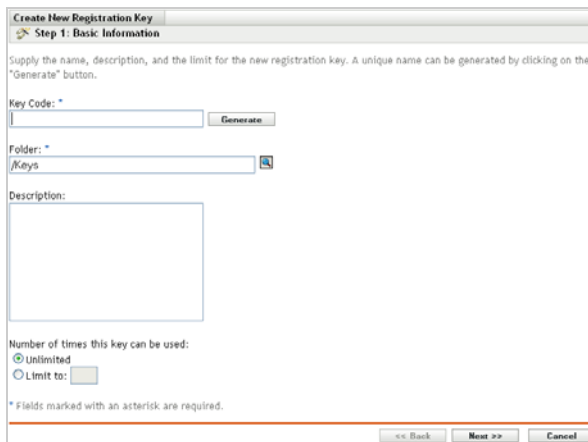 Create New Registration Key
Step 1: Basic Information
Supply the name, description, and the limit for the new registration key. A unique name can be generated by clicking on the
"Generate" button.
Key Code: *
Generate
Folder: *
/Keys
Description:
Number of times this key can be used:
Unlimited
Limit to:
* Fields marked with an asterisk are required.
<< Back Next >> Cancel